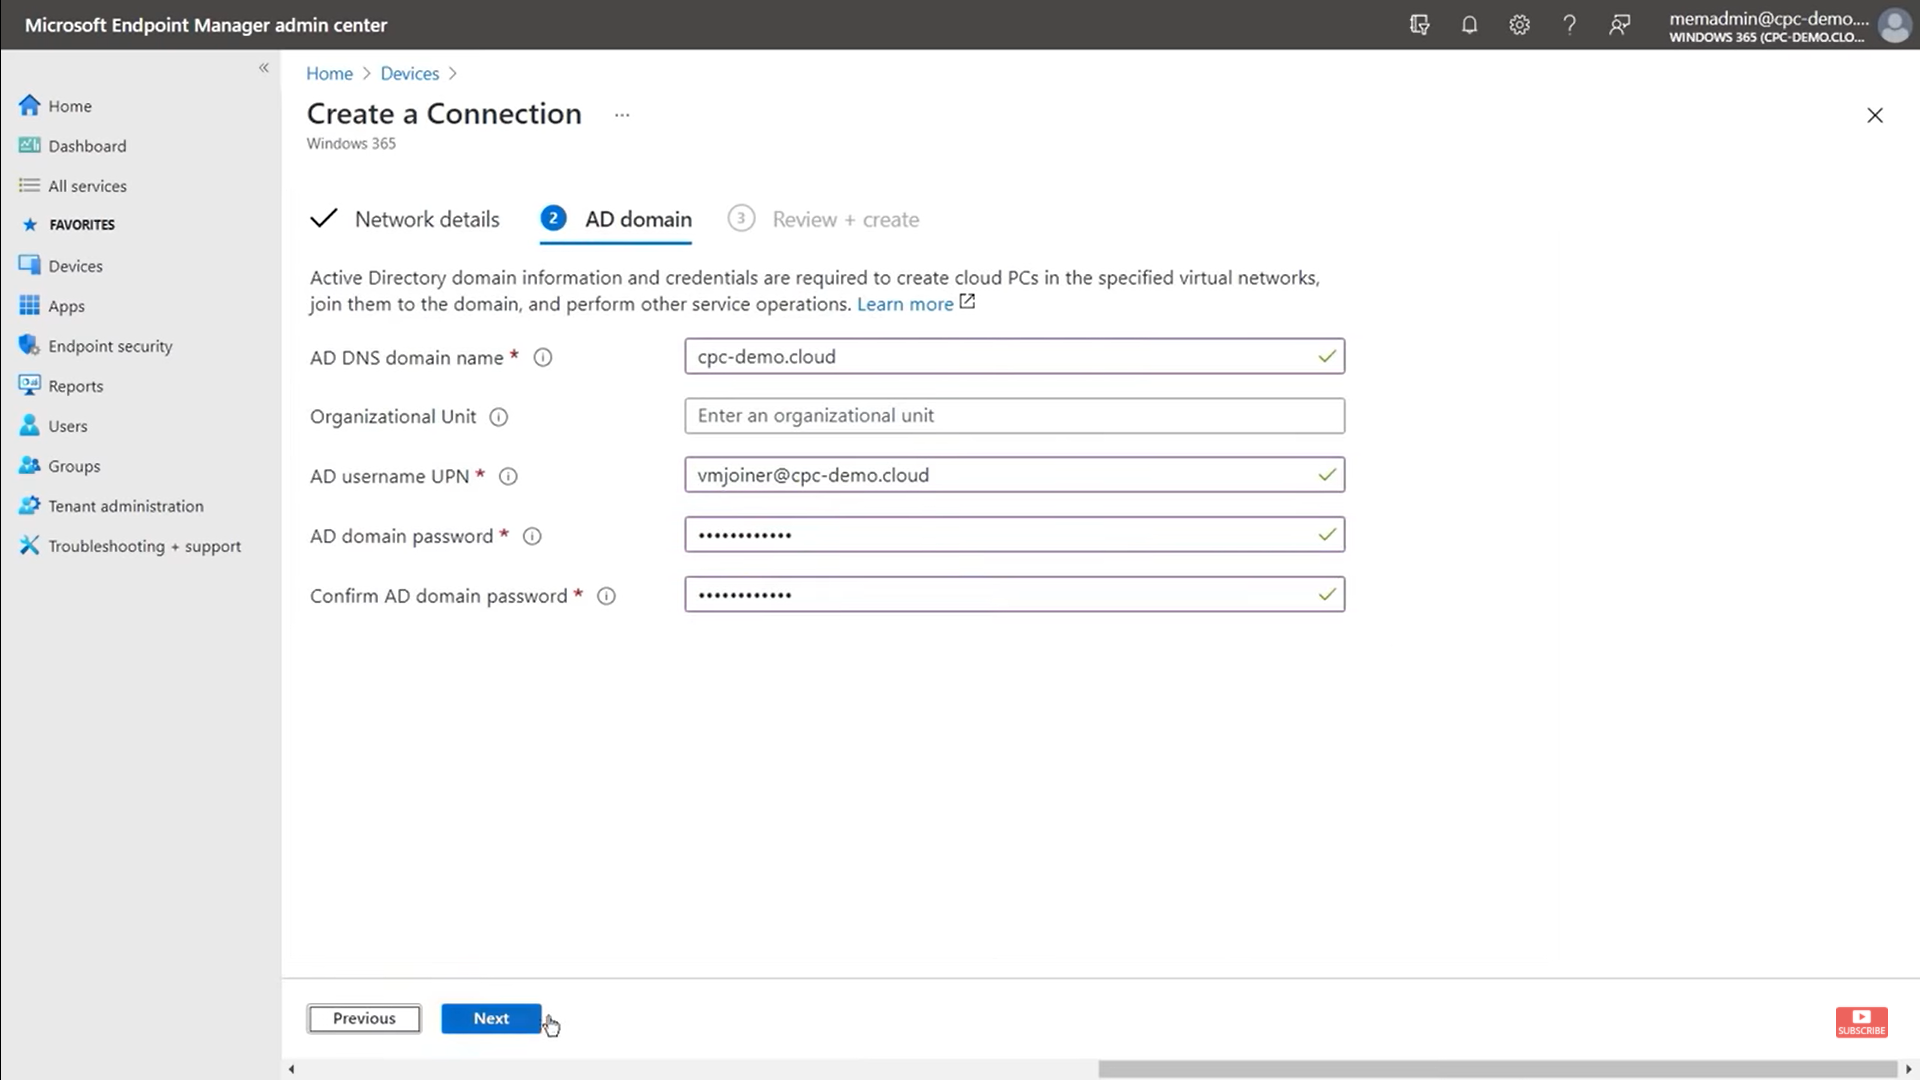 Microsoft Endpoint Manager admin center
memadmin@cpc-demo....
WINDOWS 365 (CPC-DEMO.CLO...
Home
Dashboard
All services
FAVORITES
Devices
Apps
Endpoint security
Reports
Users
Groups
Tenant administration
Troubleshooting + support
Home > Devices >
Create a Connection ...
Windows 365
Network details
2 AD domain
3 Review + create
Active Directory domain information and credentials are required to create cloud PCs in the specified virtual networks,
join them to the domain, and perform other service operations. Learn more
AD DNS domain name * cpc-demo.cloud
Organizational Unit Enter an organizational unit
AD username UPN * vmjoiner@cpc-demo.cloud
AD domain password * ••••••••••••
Confirm AD domain password * ••••••••••••
Previous Next
SUBSCRIBE